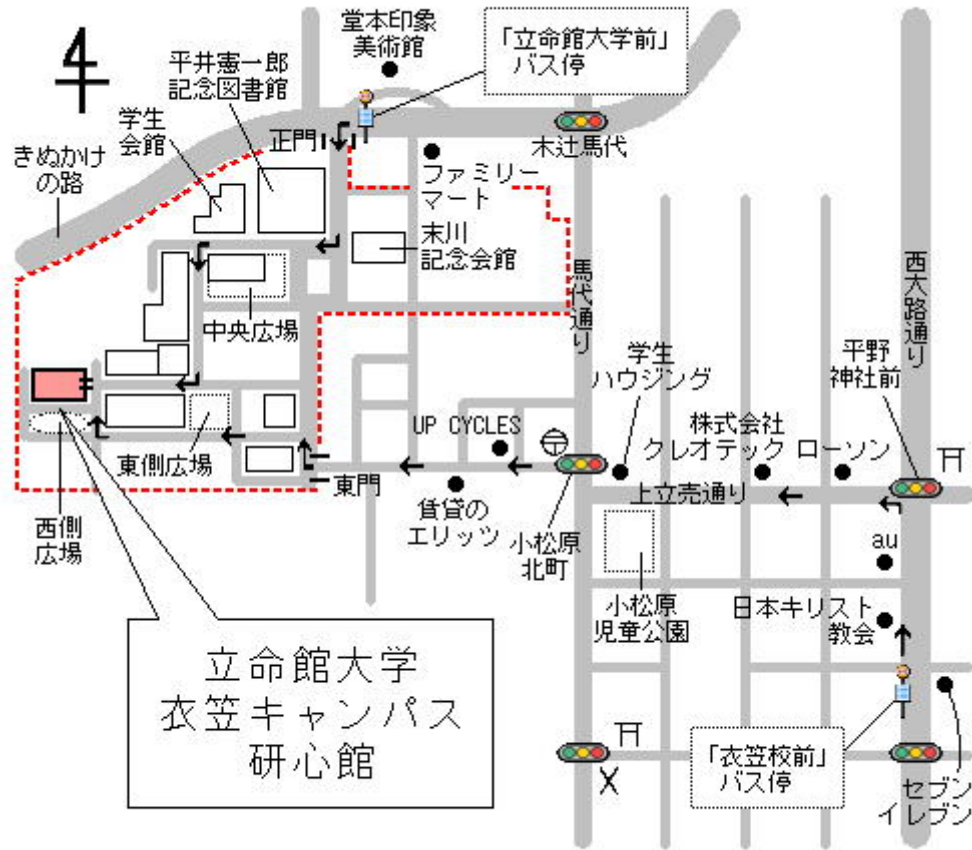 堂本印象
美術館
「立命館大学前」
バス停
平井憲一郎
記念図書館
学生
会館
正門
木辻馬代
きぬかけ
の路
ファミリー
マート
末川
記念会館
馬代通り
西大路通り
中央広場
学生
ハウジング
平野
神社前
UP CYCLES
株式会社
クレオテック
ローソン
東側広場
東門
上立売通り
賃貸の
エリッツ
小松原
北町
西側
広場
au
小松原
児童公園
日本キリスト
教会
立命館大学
衣笠キャンパス
研心館
「衣笠校前」
バス停
セブン
イレブン